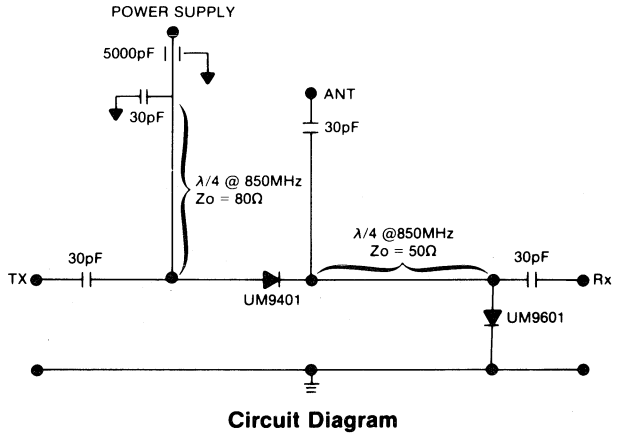 POWER SUPPLY
5000pF
30pF
ANT
30pF
λ/4 @ 850MHz
Zo = 80Ω
λ/4 @850MHz
Zo = 50Ω
30pF
30pF
TX
Rx
UM9401
UM9601
Circuit Diagram